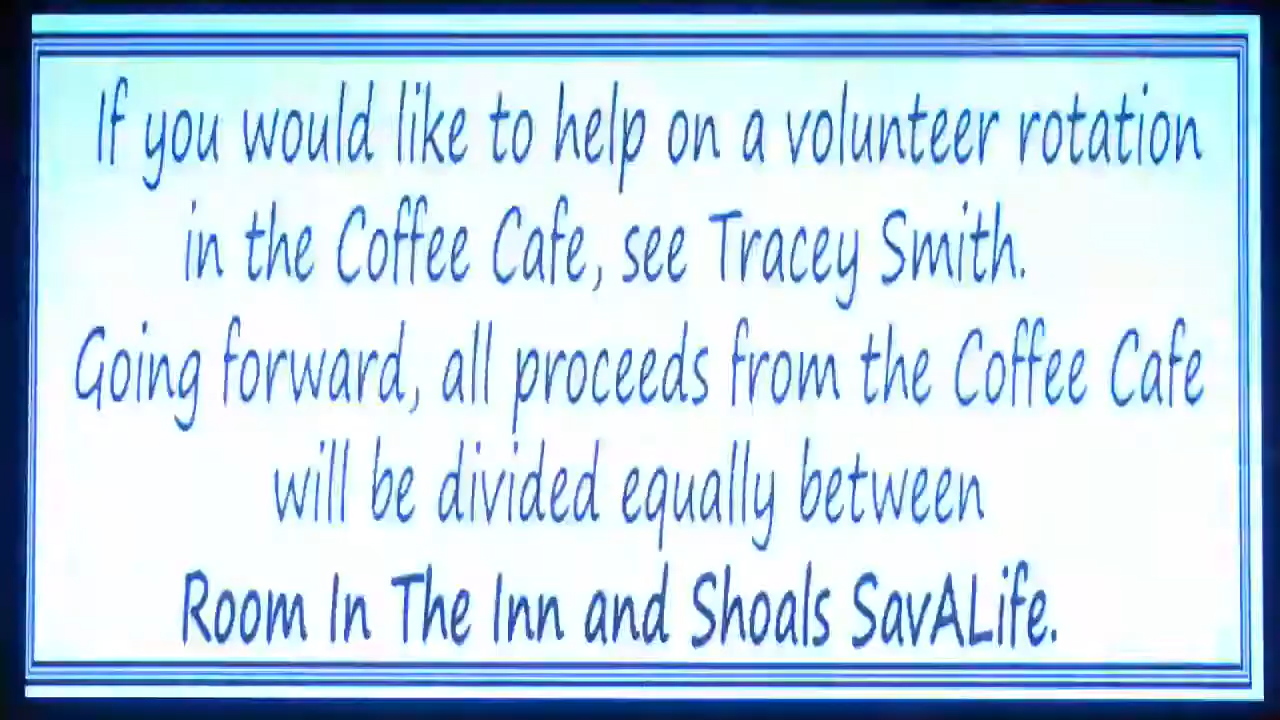 If you would like to help on a volunteer rotation
in the Coffee Cafe, see Tracey Smith.
Going forward, all proceeds from the Coffee Cafe
will be divided equally between
Room In The Inn and Shoals SavALife.